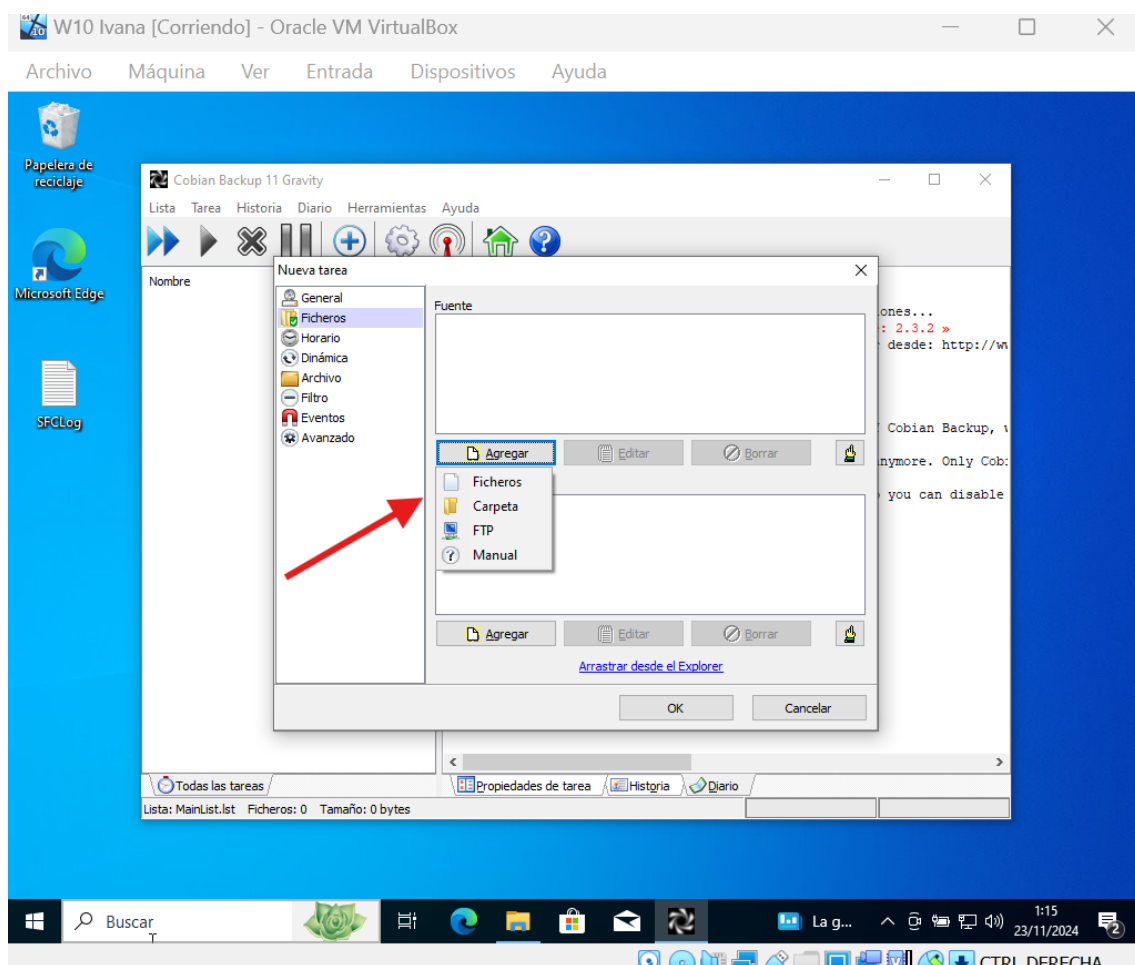 W10 Ivana [Corriendo] - Oracle VM VirtualBox
Archivo Máquina Ver Entrada Dispositivos Ayuda
Papelera de
reciclaje
Microsoft Edge
SFCLog
Cobian Backup 11 Gravity
Lista Tarea Historia Diario Herramientas Ayuda
Nombre
Nueva tarea
General
Ficheros
Horario
Dinámica
Archivo
Filtro
Eventos
Avanzado
Fuente
Agregar Editar Borrar
Ficheros
Carpeta
FTP
Manual
Agregar Editar Borrar
Arrastrar desde el Explorer
OK Cancelar
ones...
: 2.3.2 »
desde: http://w
Cobian Backup,
nymore. Only Cob
you can disable
Todas las tareas
Propiedades de tarea Historia Diario
Lista: MainList.lst Ficheros: 0 Tamaño: 0 bytes
Buscar
La g...
1:15
23/11/2024
2
CTRL DERECHA